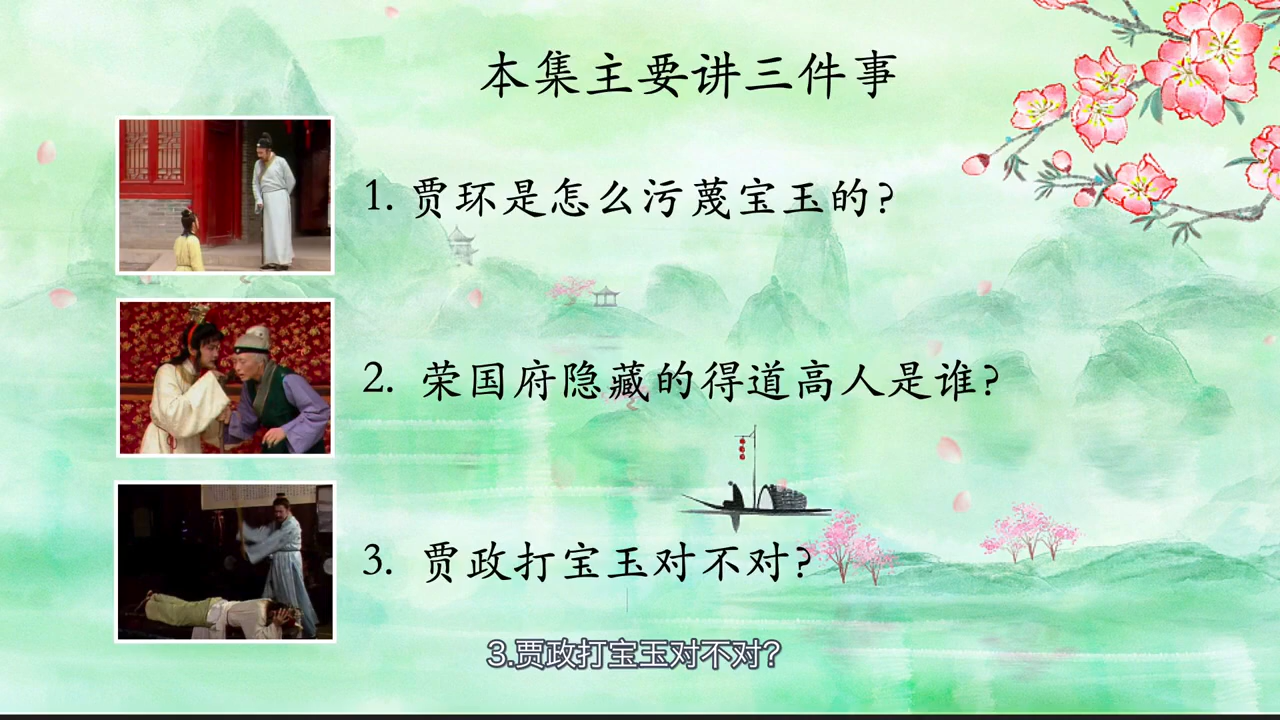 本集主要讲三件事
1. 贾环是怎么污蔑宝玉的?
2. 荣国府隐藏的得道高人是谁?
3. 贾政打宝玉对不对?
3.贾政打宝玉对不对?